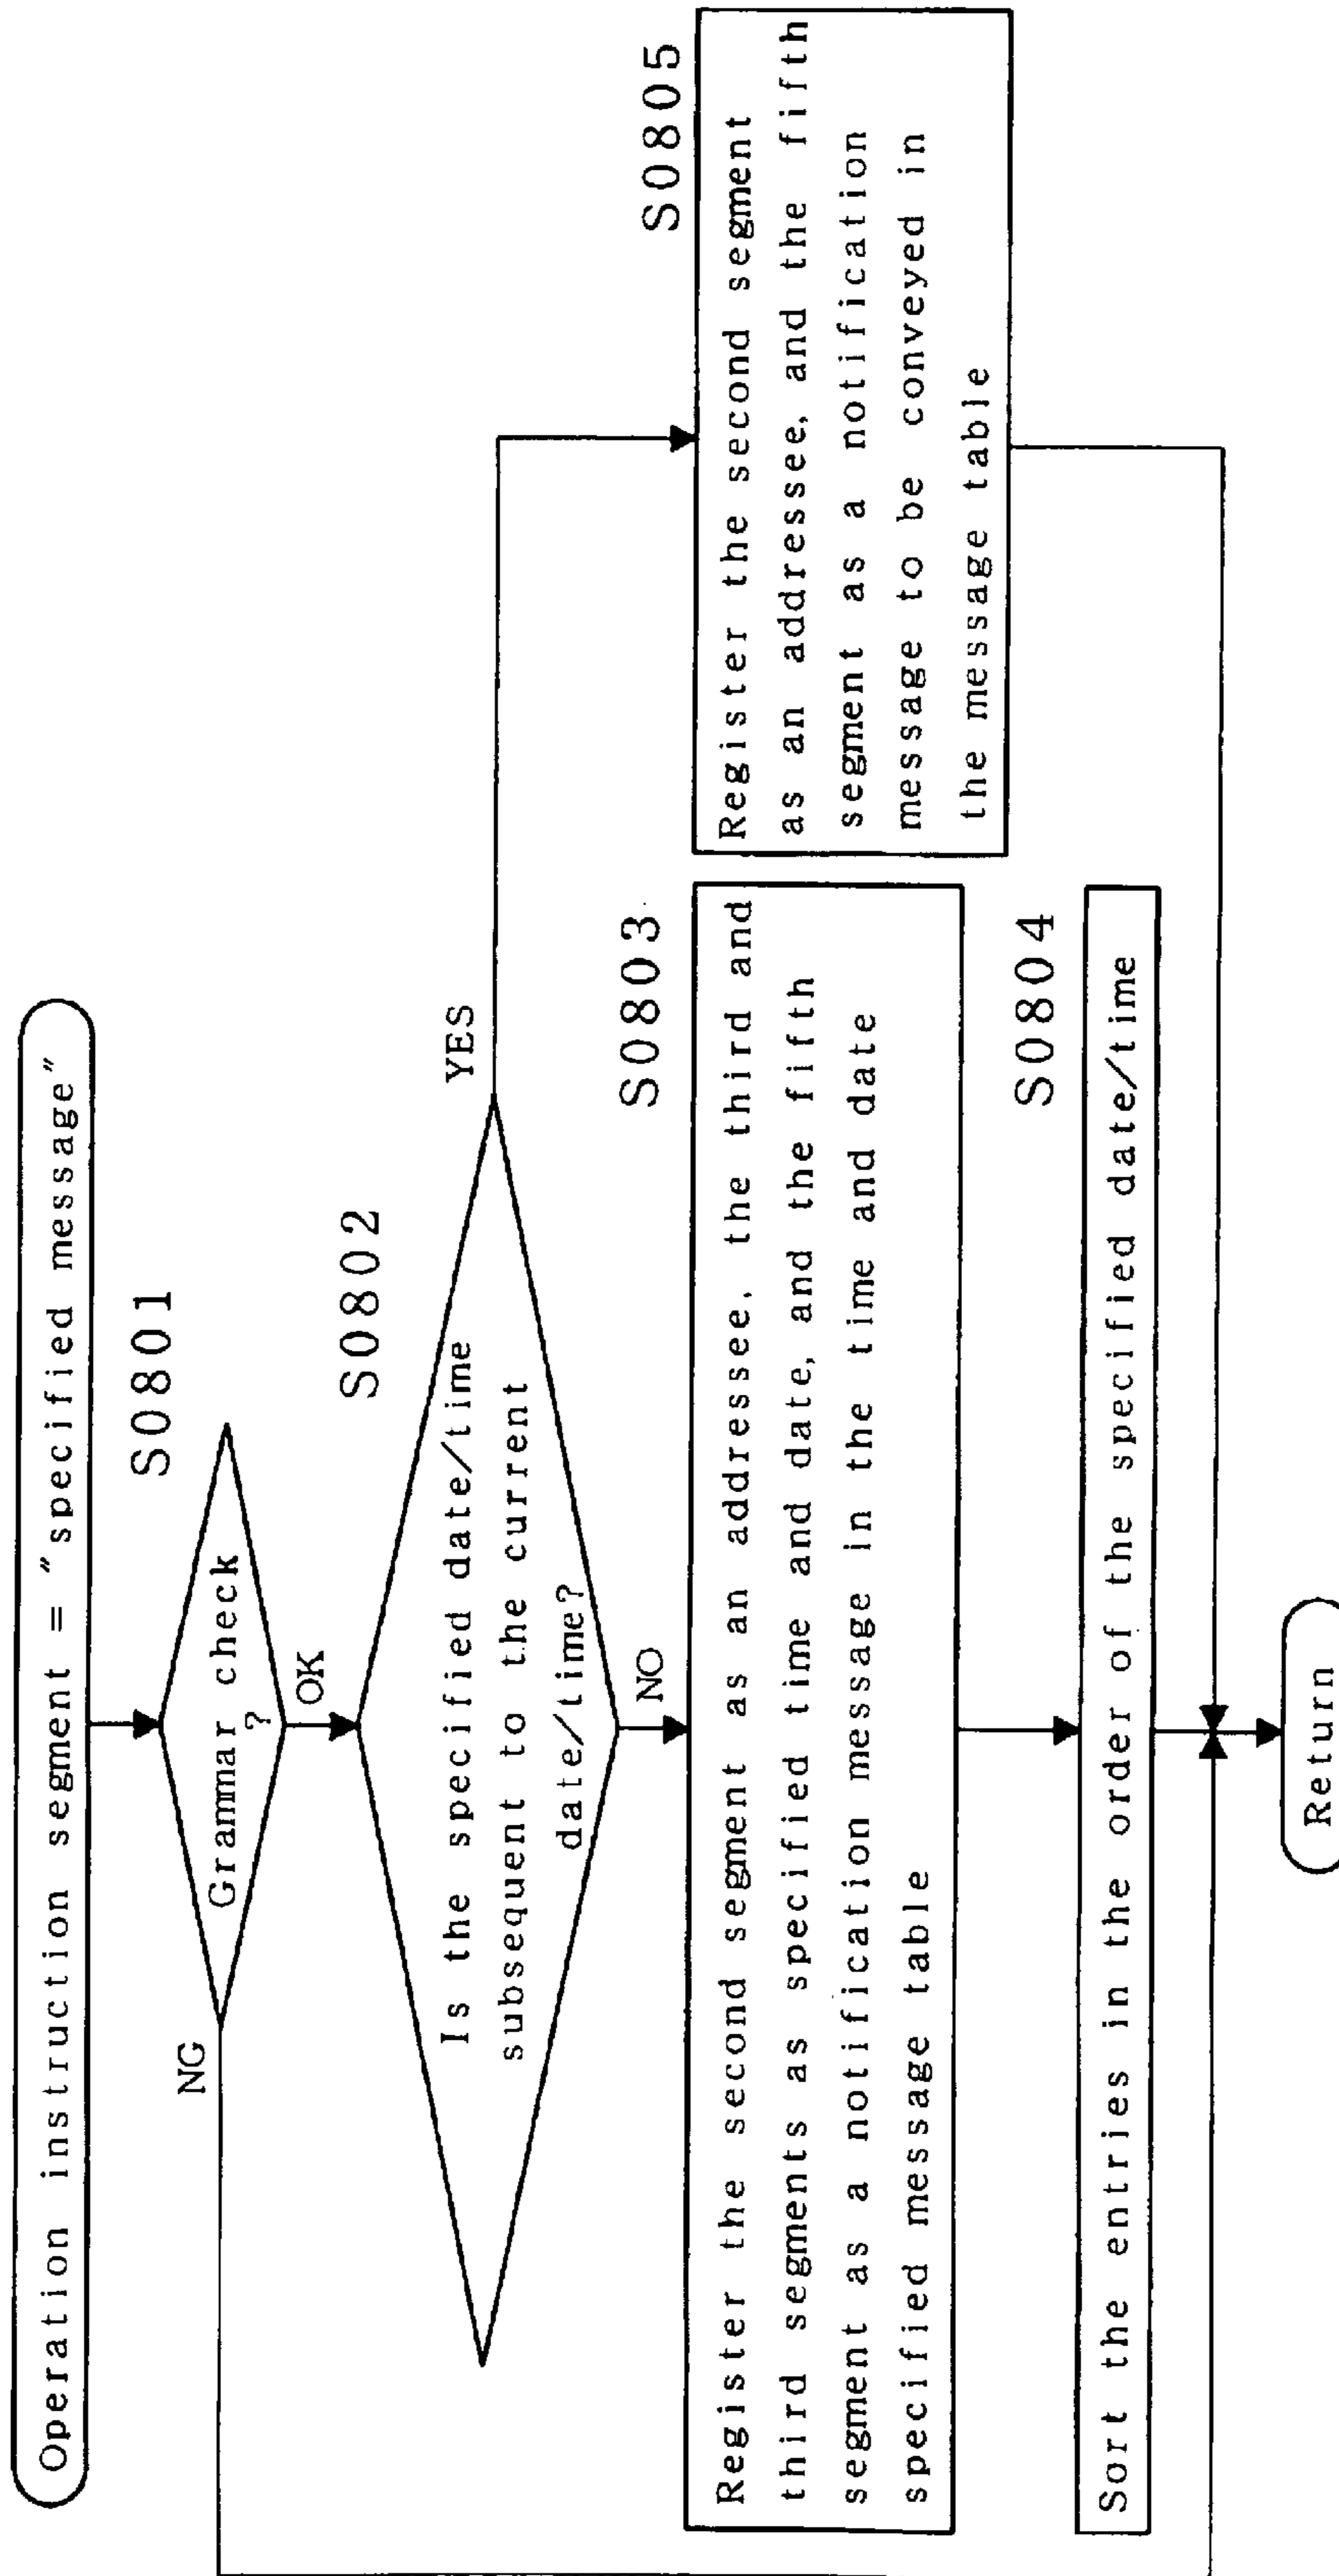 Operation instruction segment = "specified message"
S0801
Grammar check
?
NG
OK
S0802
Is the specified date/time
subsequent to the current
date/time?
YES
NO
S0803
Register the second segment as an addressee, the third and
third segments as specified time and date, and the fifth
segment as a notification message in the time and date
specified message table
S0804
Sort the entries in the order of the specified date/time
S0805
Register the second segment
as an addressee, and the fifth
segment as a notification
message to be conveyed in
the message table
Return